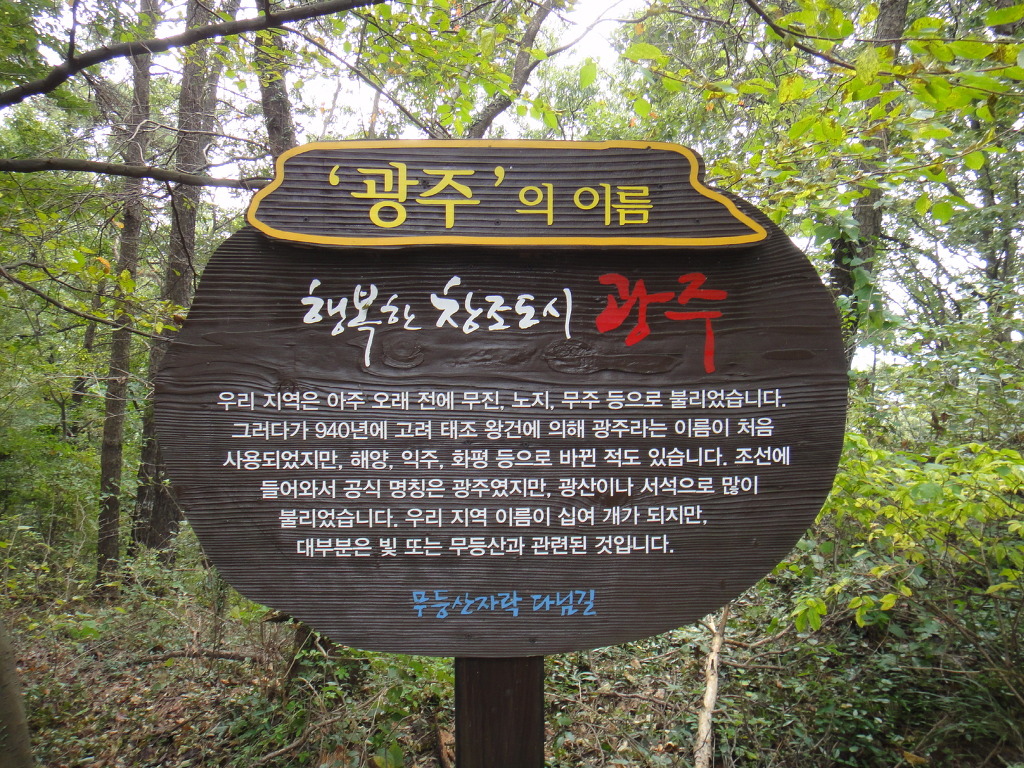 ‘광주’의 이름
행복한 창조도시 광주
우리 지역은 아주 오래 전에 무진, 노지, 무주 등으로 불리었습니다.
그러다가 940년에 고려 태조 왕건에 의해 광주라는 이름이 처음
사용되었지만, 해양, 익주, 화평 등으로 바뀐 적도 있습니다. 조선에
들어와서 공식 명칭은 광주였지만, 광산이나 서석으로 많이
불리었습니다. 우리 지역 이름이 십여 개가 되지만,
대부분은 빛 또는 무등산과 관련된 것입니다.
무등산자락 다님길